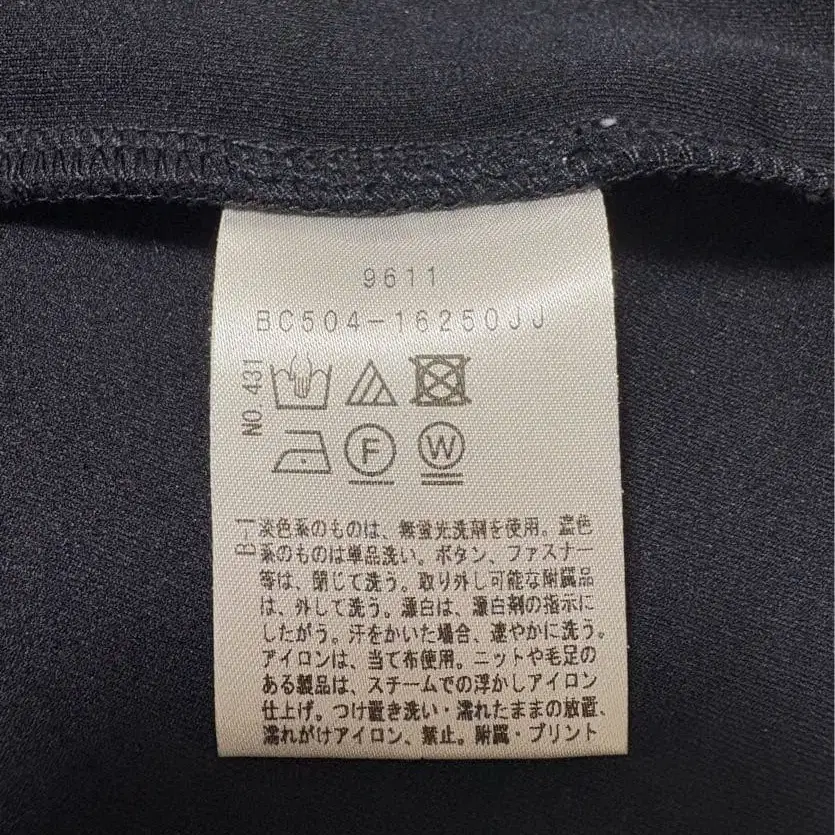 9611
BC504-16250JJ
NO.431
F
W
B-1
淡色系のものは、無蛍光洗剤を使用。濃色
系のものは単品洗い。ボタン、ファスナー
等は、閉じて洗う。取り外し可能な附属品
は、外して洗う。漂白は、漂白剤の指示に
したがう。汗をかいた場合、速やかに洗う。
アイロンは、当て布使用。ニットや毛足の
ある製品は、スチームでの浮かしアイロン
仕上げ。つけ置き洗い・濡れたままの放置、
濡れがけアイロン、禁止。附属・プリント